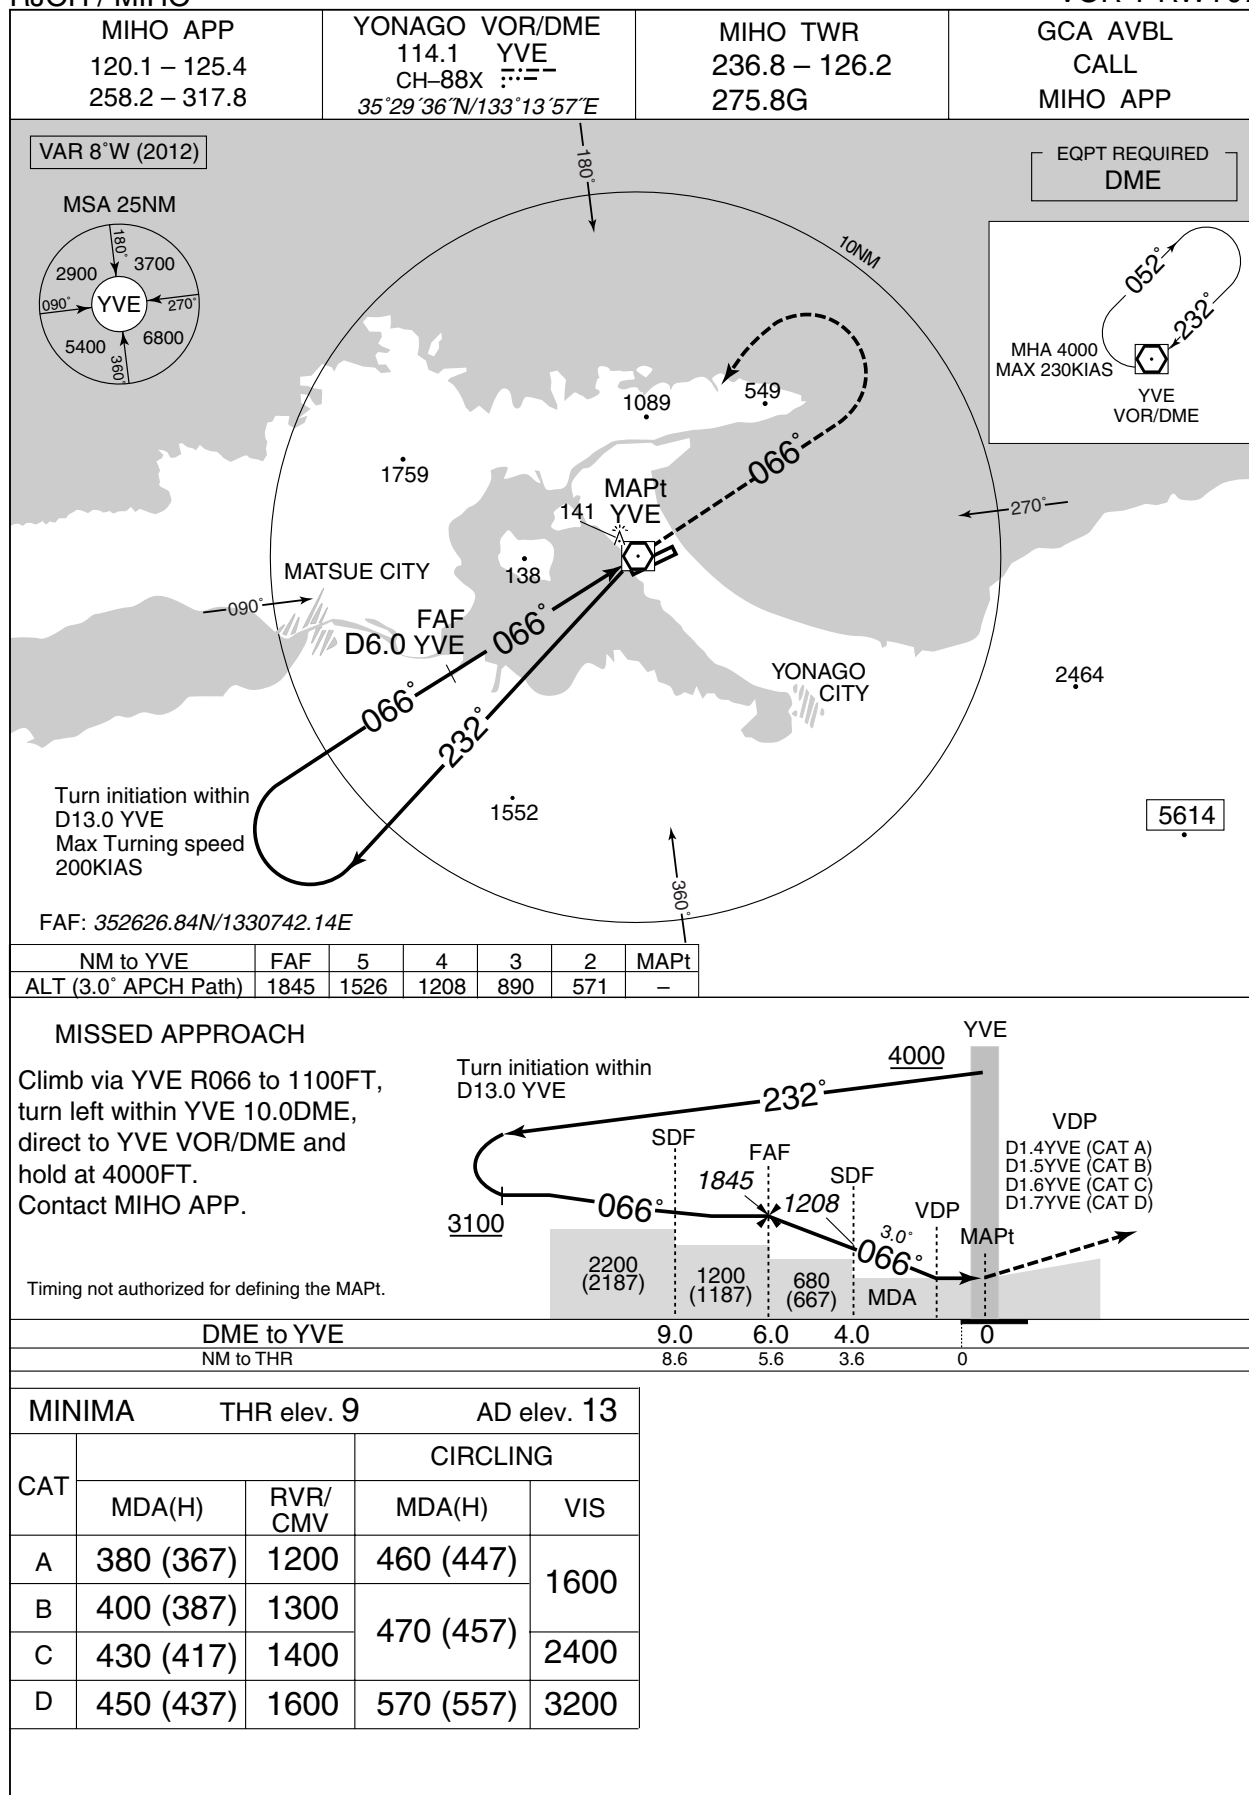 MIHO APP
120.1 – 125.4
258.2 – 317.8
YONAGO VOR/DME
114.1 YVE
CH–88X
35°29´36˝N/133°13´57˝E
MIHO TWR
236.8 – 126.2
275.8G
GCA AVBL
CALL
MIHO APP
VAR 8°W (2012)
MSA 25NM
180°
2900
3700
090°
YVE
270°
5400
6800
360°
180°
10NM
EQPT REQUIRED
DME
052°
232°
MHA 4000
MAX 230KIAS
YVE
VOR/DME
1089
549
1759
066°
MAPt
YVE
141
270°
138
MATSUE CITY
090°
FAF
D6.0 YVE
066°
066°
232°
YONAGO
CITY
2464
1552
5614
360°
Turn initiation within
D13.0 YVE
Max Turning speed
200KIAS
FAF: 352626.84N/1330742.14E
NM to YVE FAF 5 4 3 2 MAPt
ALT (3.0° APCH Path) 1845 1526 1208 890 571 –
MISSED APPROACH
Climb via YVE R066 to 1100FT,
turn left within YVE 10.0DME,
direct to YVE VOR/DME and
hold at 4000FT.
Contact MIHO APP.
Timing not authorized for defining the MAPt.
Turn initiation within
D13.0 YVE
YVE
4000
232°
SDF
FAF
SDF
VDP
D1.4YVE (CAT A)
D1.5YVE (CAT B)
D1.6YVE (CAT C)
D1.7YVE (CAT D)
1845
1208
VDP
MAPt
3100
066°
3.0°
066°
2200
(2187)
1200
(1187)
680
(667)
MDA
DME to YVE 9.0 6.0 4.0 0
NM to THR 8.6 5.6 3.6 0
MINIMA THR elev. 9 AD elev. 13
CAT CIRCLING
MDA(H) RVR/
CMV MDA(H) VIS
A 380 (367) 1200 460 (447) 1600
B 400 (387) 1300 470 (457)
C 430 (417) 1400 2400
D 450 (437) 1600 570 (557) 3200